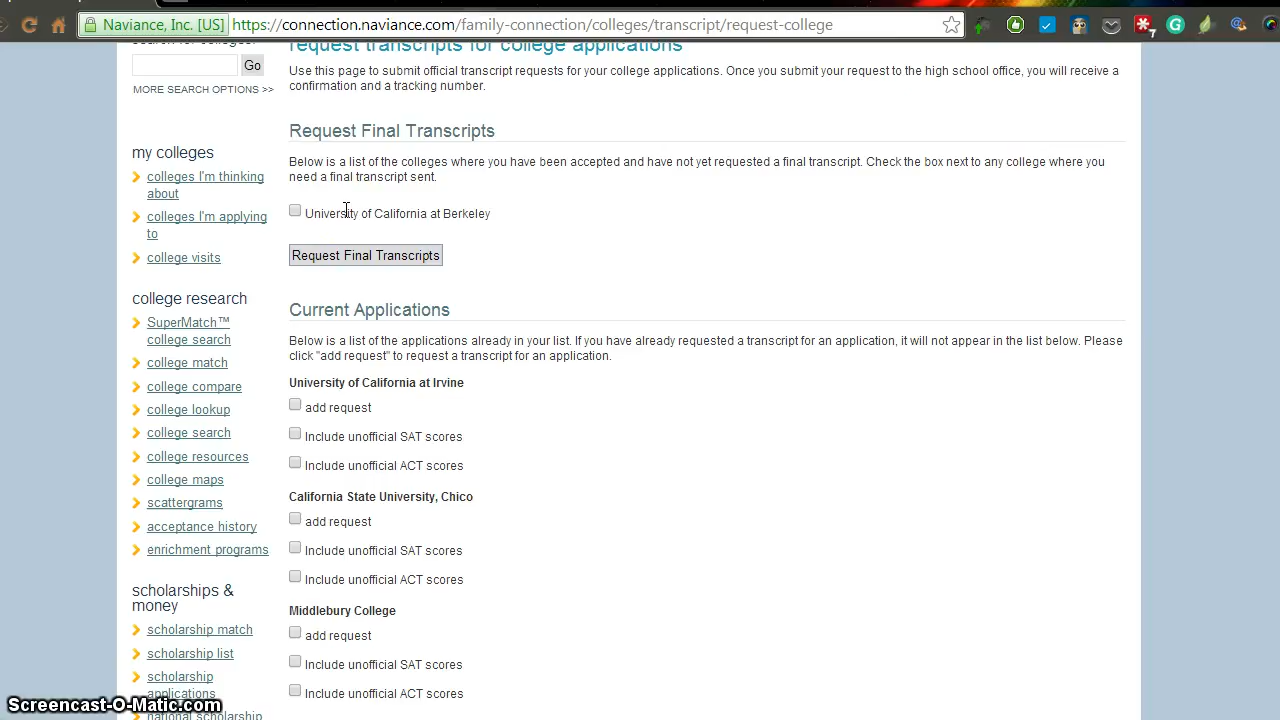 Naviance, Inc. [US]
https://connection.naviance.com/family-connection/colleges/transcript/request-college
7
search for colleges:
Go
MORE SEARCH OPTIONS >>
my colleges
colleges I'm thinking
about
colleges I'm applying
to
college visits
college research
SuperMatch™
college search
college match
college compare
college lookup
college search
college resources
college maps
scattergrams
acceptance history
enrichment programs
scholarships &
money
scholarship match
scholarship list
scholarship
applications
national scholarship
request transcripts for college applications
Use this page to submit official transcript requests for your college applications. Once you submit your request to the high school office, you will receive a
confirmation and a tracking number.
Request Final Transcripts
Below is a list of the colleges where you have been accepted and have not yet requested a final transcript. Check the box next to any college where you
need a final transcript sent.
University of California at Berkeley
Request Final Transcripts
Current Applications
Below is a list of the applications already in your list. If you have already requested a transcript for an application, it will not appear in the list below. Please
click "add request" to request a transcript for an application.
University of California at Irvine
add request
Include unofficial SAT scores
Include unofficial ACT scores
California State University, Chico
add request
Include unofficial SAT scores
Include unofficial ACT scores
Middlebury College
add request
Include unofficial SAT scores
Include unofficial ACT scores
Screencast-O-Matic.com